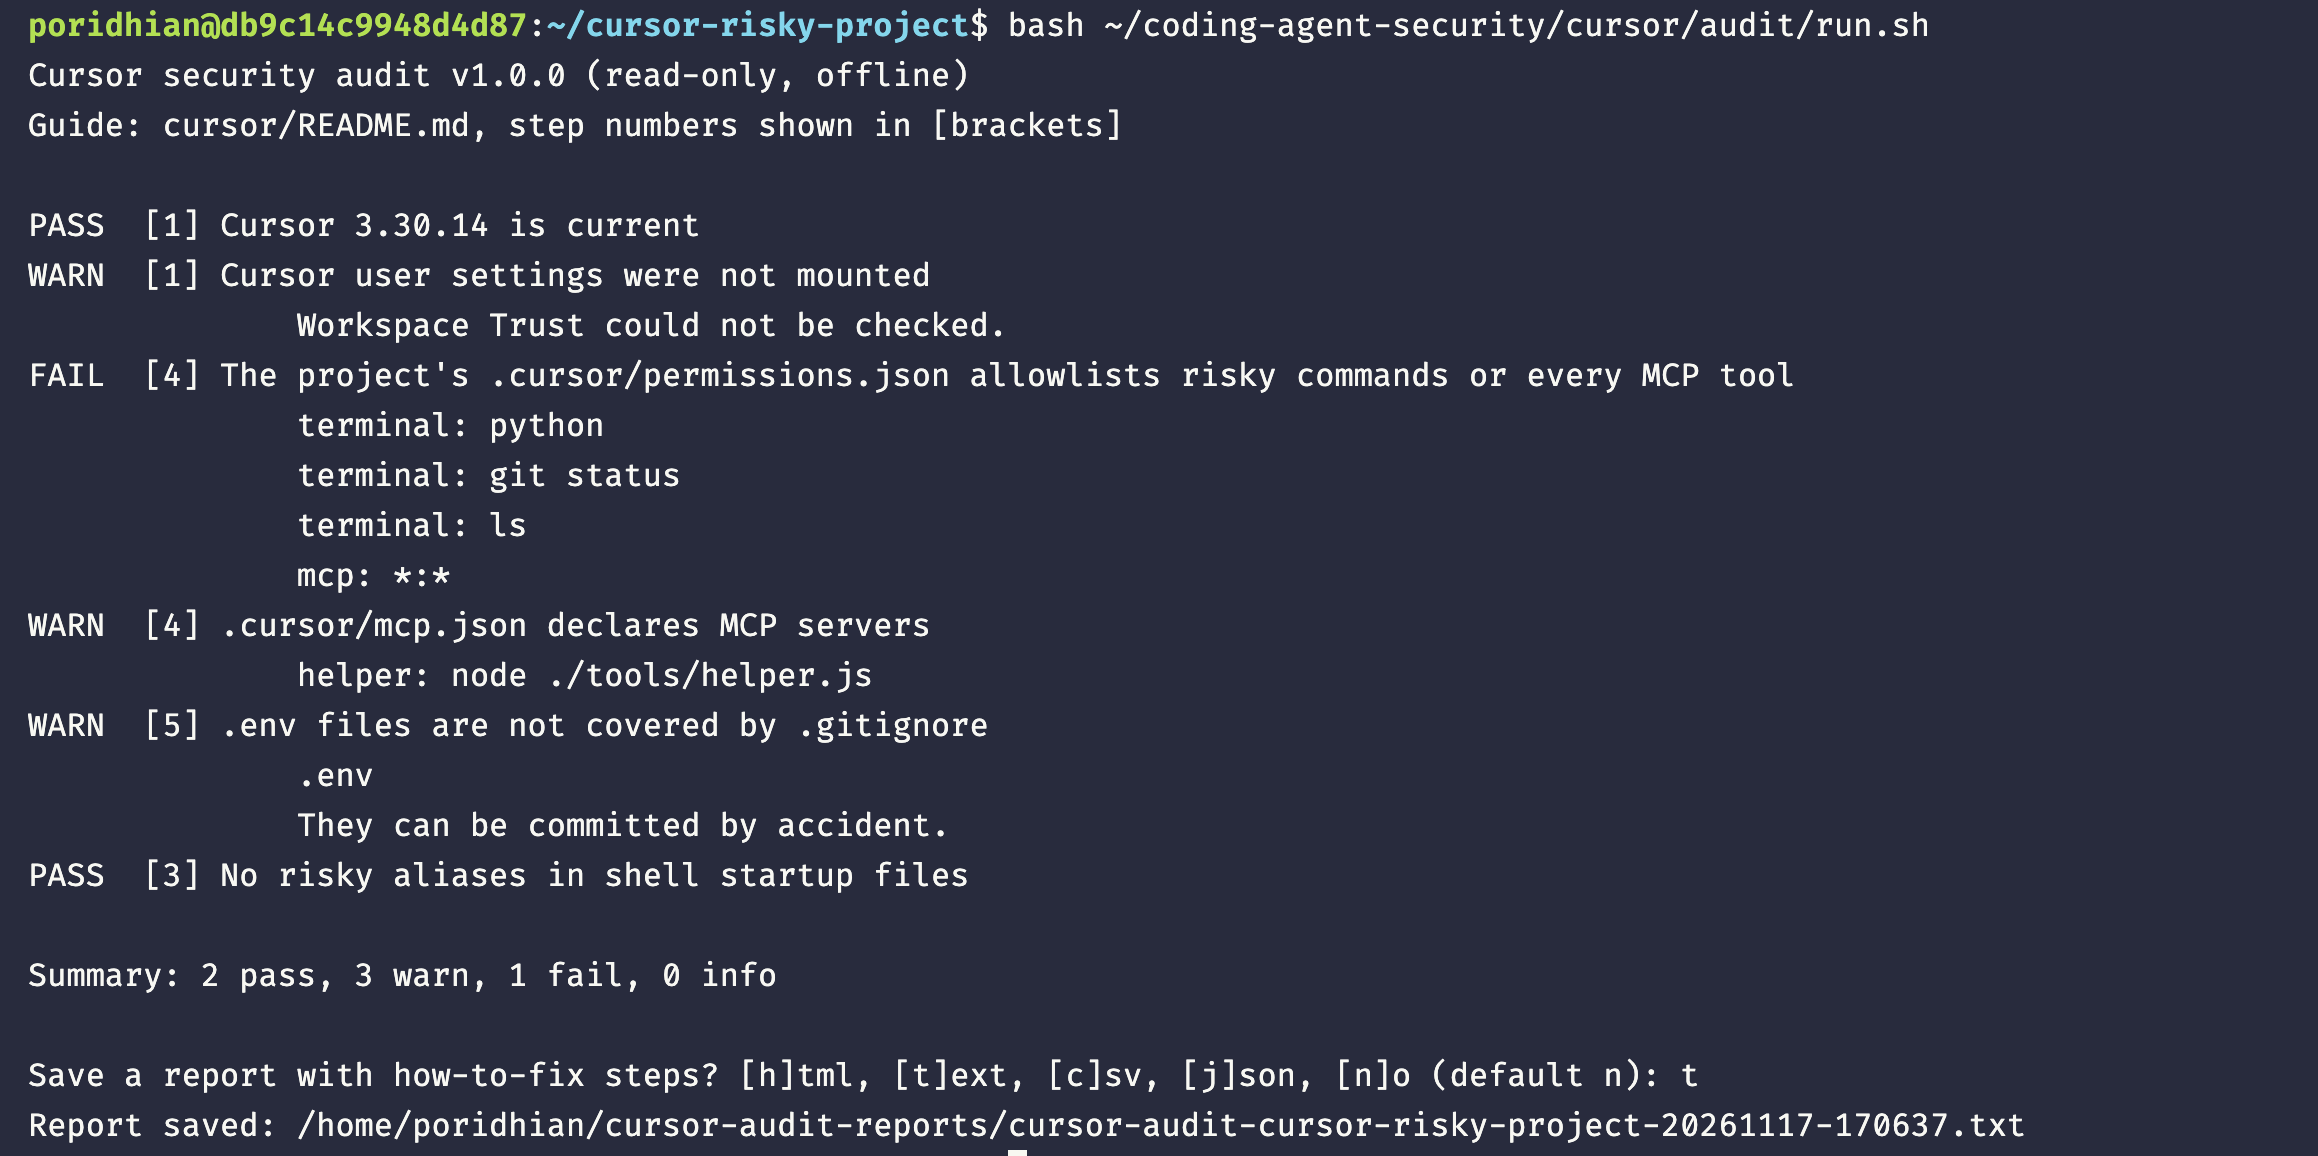 poridhian@db9c14c9948d4d87:~/cursor-risky-project$ bash ~/coding-agent-security/cursor/audit/run.sh
Cursor security audit v1.0.0 (read-only, offline)
Guide: cursor/README.md, step numbers shown in [brackets]
PASS  [1] Cursor 3.30.14 is current
WARN  [1] Cursor user settings were not mounted
Workspace Trust could not be checked.
FAIL  [4] The project's .cursor/permissions.json allowlists risky commands or every MCP tool
terminal: python
terminal: git status
terminal: ls
mcp: *:*
WARN  [4] .cursor/mcp.json declares MCP servers
helper: node ./tools/helper.js
WARN  [5] .env files are not covered by .gitignore
.env
They can be committed by accident.
PASS  [3] No risky aliases in shell startup files
Summary: 2 pass, 3 warn, 1 fail, 0 info
Save a report with how-to-fix steps? [h]tml, [t]ext, [c]sv, [j]son, [n]o (default n): t
Report saved: /home/poridhian/cursor-audit-reports/cursor-audit-cursor-risky-project-20261117-170637.txt